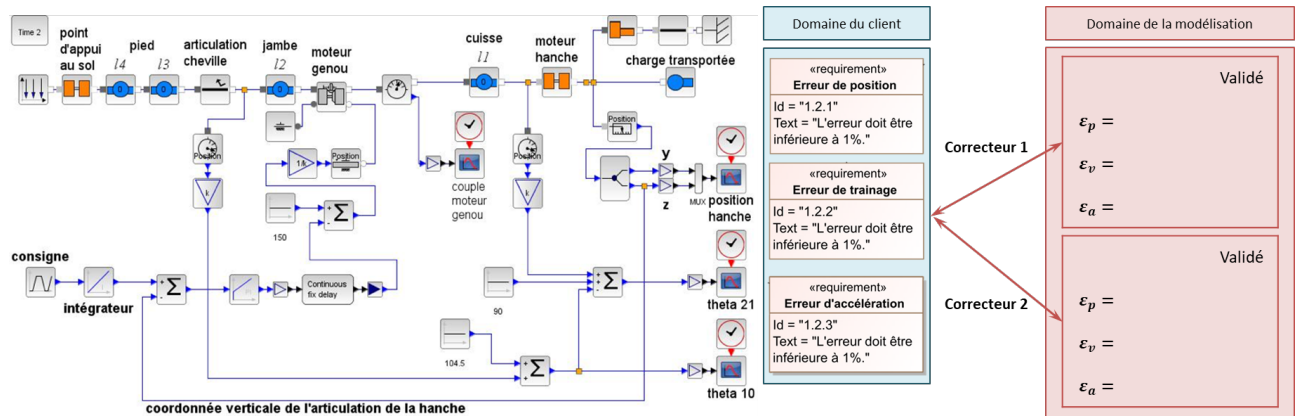 Time 2
point
d'appui
au sol
pied
l4
l3
articulation
cheville
jambe
l2
moteur
genou
cuisse
l1
moteur
hanche
charge transportée
Position
1/k
Position
k
couple
moteur
genou
Position
k
Position
y
z
MUX
position
hanche
150
consigne
intégrateur
Continuous
fix delay
90
theta 21
104.5
theta 10
coordonnée verticale de l'articulation de la hanche
Domaine du client
«requirement»
Erreur de position
Id = "1.2.1"
Text = "L'erreur doit être
inférieure à 1%."
«requirement»
Erreur de trainage
Id = "1.2.2"
Text = "L'erreur doit être
inférieure à 1%."
«requirement»
Erreur d'accélération
Id = "1.2.3"
Text = "L'erreur doit être
inférieure à 1%."
Correcteur 1
Correcteur 2
Domaine de la modélisation
Validé
εp =
εv =
εa =
Validé
εp =
εv =
εa =